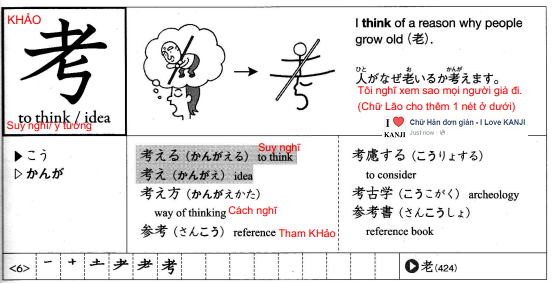 KHẢO
考
to think / idea
Suy nghĩ/ ý tưởng
I think of a reason why people
grow old (老).
ひと お かんが
人がなぜ老いるか考えます。
Tôi nghĩ xem sao mọi người già đi.
(Chữ Lão cho thêm 1 nét ở dưới)
I ❤ KANJI
Chữ Hán đơn giản - I Love KANJI
Just now
▶こう
▷かんが
Suy nghĩ
考える (かんがえる) to think
考え (かんがえ) idea
考え方 (かんがえかた)
way of thinking Cách nghĩ
参考 (さんこう) reference Tham KHảo
考慮する (こうりょする)
to consider
考古学 (こうこがく) archeology
参考書 (さんこうしょ)
reference book
<6> 一 十 土 耂 考 考
▶老(424)